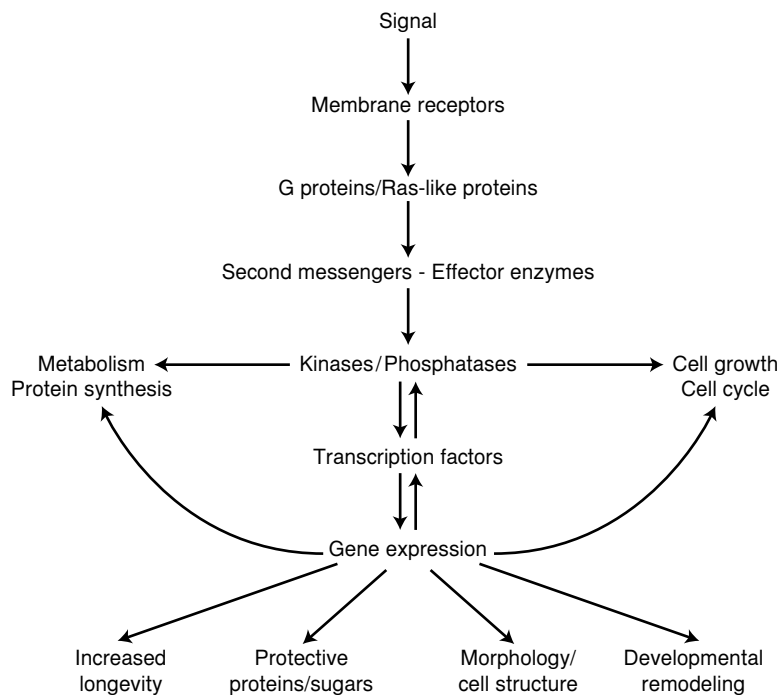 Signal
Membrane receptors
G proteins/Ras-like proteins
Second messengers - Effector enzymes
Metabolism
Protein synthesis
Kinases/Phosphatases
Cell growth
Cell cycle
Transcription factors
Gene expression
Increased
longevity
Protective
proteins/sugars
Morphology/
cell structure
Developmental
remodeling